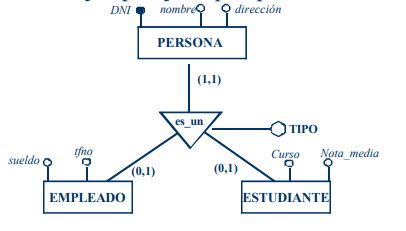 DNI nombre dirección
PERSONA
(1,1)
es_un
TIPO
sueldo tfno
(0,1) (0,1)
Curso Nota_media
EMPLEADO ESTUDIANTE